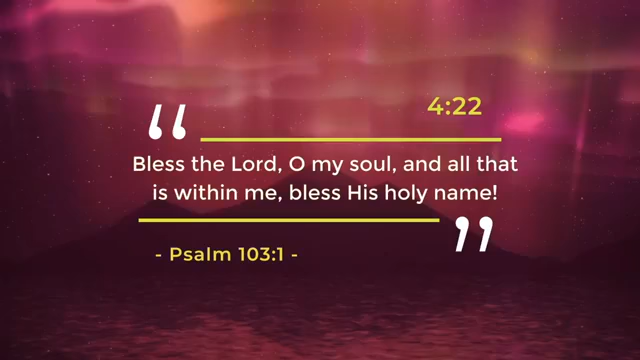 4:22
“
Bless the Lord, O my soul, and all that
is within me, bless His holy name!
”
- Psalm 103:1 -